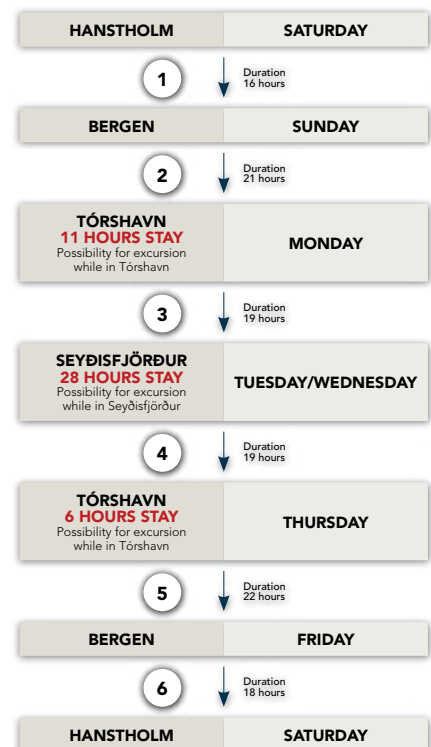 HANSTHOLM SATURDAY
1
Duration
16 hours
BERGEN SUNDAY
2
Duration
21 hours
TÓRSHAVN
11 HOURS STAY
Possibility for excursion
while in Tórshavn
MONDAY
3
Duration
19 hours
SEYÐISFJÖRÐUR
28 HOURS STAY
Possibility for excursion
while in Seyðisfjörður
TUESDAY/WEDNESDAY
4
Duration
19 hours
TÓRSHAVN
6 HOURS STAY
Possibility for excursion
while in Tórshavn
THURSDAY
5
Duration
22 hours
BERGEN FRIDAY
6
Duration
18 hours
HANSTHOLM SATURDAY